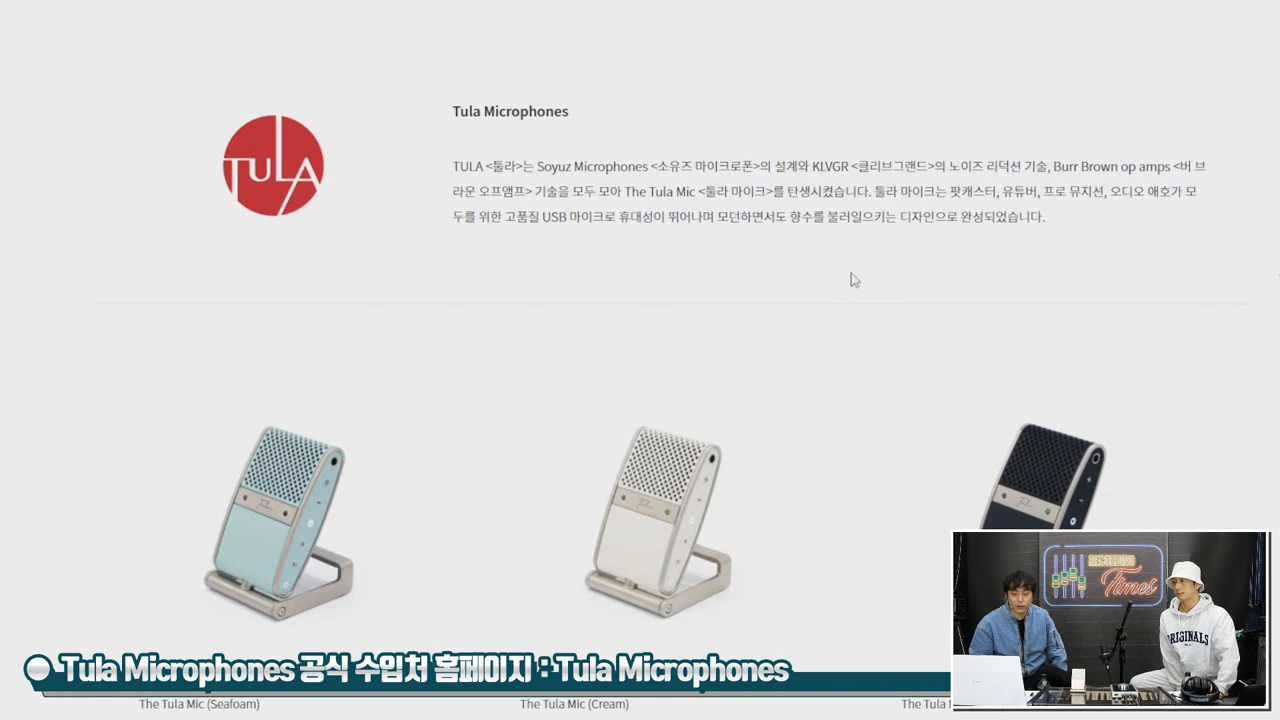 TULA
Tula Microphones
TULA <툴라>는 Soyuz Microphones <소유즈 마이크로폰>의 설계와 KLVGR <클리브그랜드>의 노이즈 리덕션 기술, Burr Brown op amps <버 브
라운 오프앰프> 기술을 모두 모아 The Tula Mic <툴라 마이크>를 탄생시켰습니다. 툴라 마이크는 팟캐스터, 유튜버, 프로 뮤지션, 오디오 애호가 모
두를 위한 고품질 USB 마이크로 휴대성이 뛰어나며 모던하면서도 향수를 불러일으키는 디자인으로 완성되었습니다.
RECORDING
Times
ORIGINALS
Tula Microphones 공식 수입처 홈페이지 : Tula Microphones
The Tula Mic (Seafoam)
The Tula Mic (Cream)
The Tula